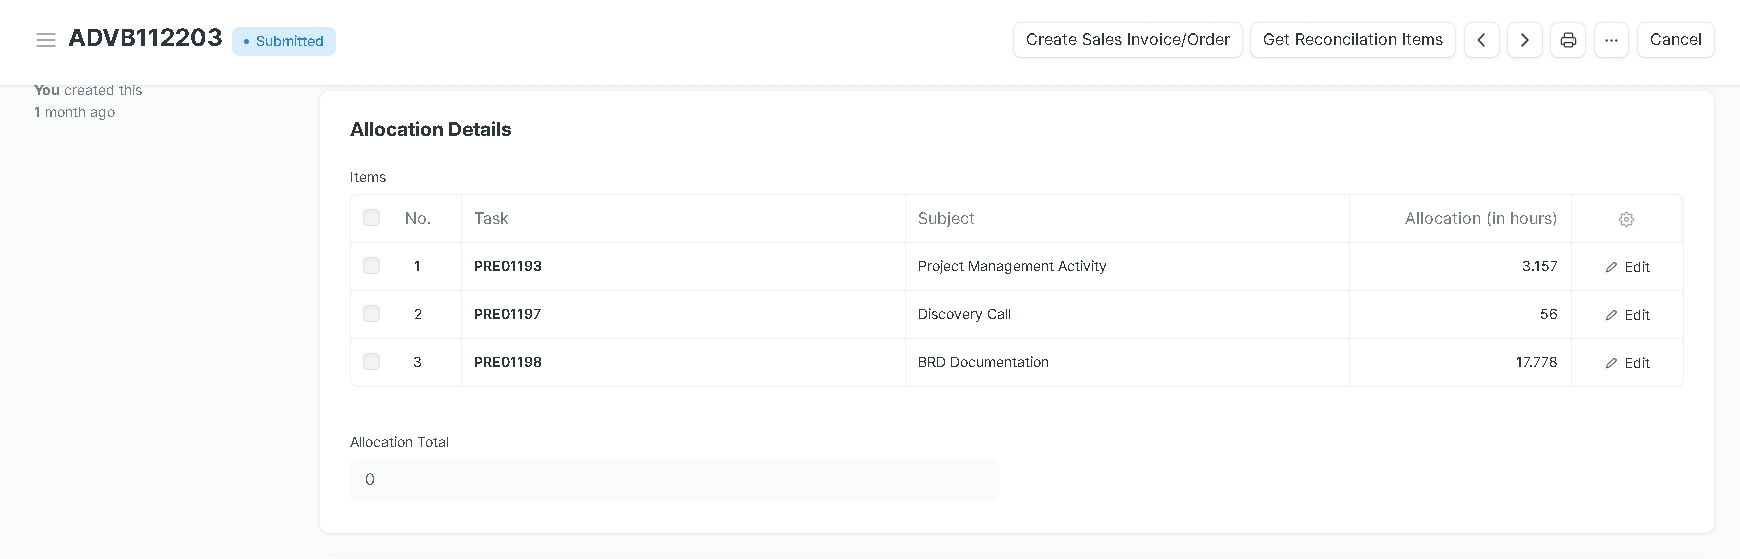 ADVB112203 • Submitted Create Sales Invoice/Order Get Reconcilation Items ... Cancel
You created this
1 month ago
Allocation Details
Items
No. Task Subject Allocation (in hours)
1 PRE01193 Project Management Activity 3.157 Edit
2 PRE01197 Discovery Call 56 Edit
3 PRE01198 BRD Documentation 17.778 Edit
Allocation Total
0